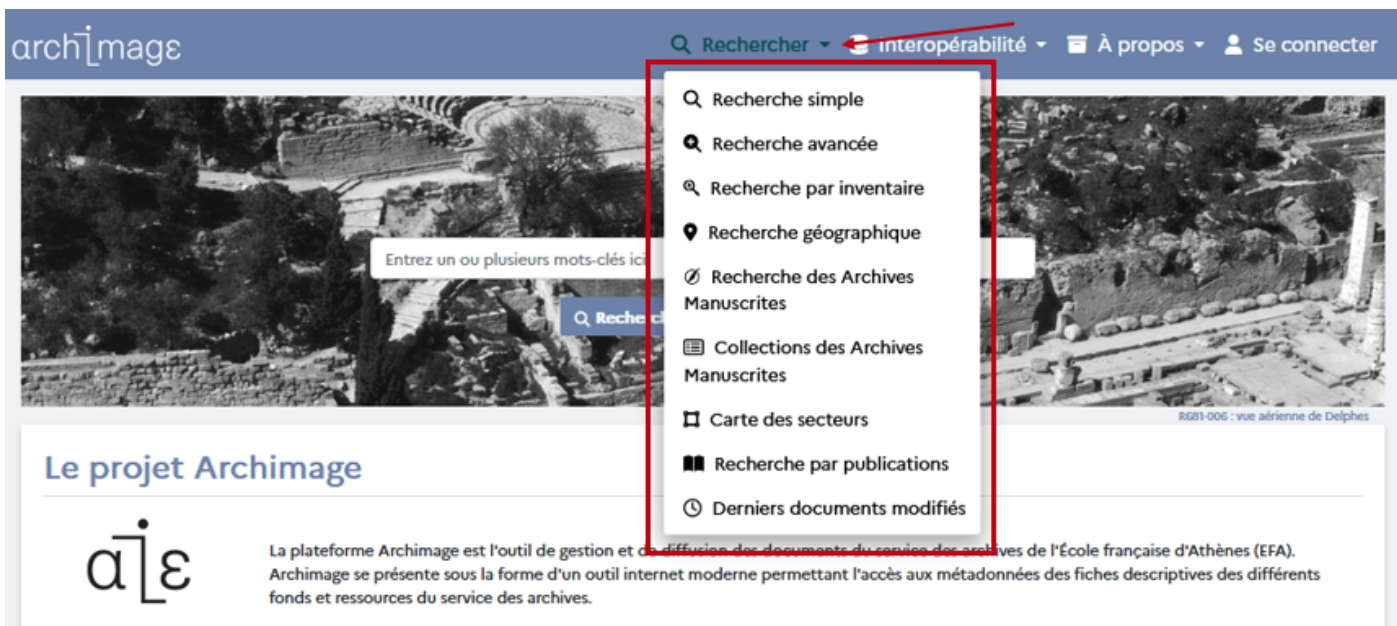 archimagε
Rechercher Interopérabilité À propos Se connecter
Recherche simple
Recherche avancée
Recherche par inventaire
Recherche géographique
Recherche des Archives
Manuscrites
Collections des Archives
Manuscrites
Carte des secteurs
Recherche par publications
Derniers documents modifiés
Entrez un ou plusieurs mots-clés ici
R681-006 : vue aérienne de Delphes
Le projet Archimage
αiε
La plateforme Archimage est l'outil de gestion et de diffusion des documents du service des archives de l'École française d'Athènes (EFA).
Archimage se présente sous la forme d'un outil internet moderne permettant l'accès aux métadonnées des fiches descriptives des différents
fonds et ressources du service des archives.